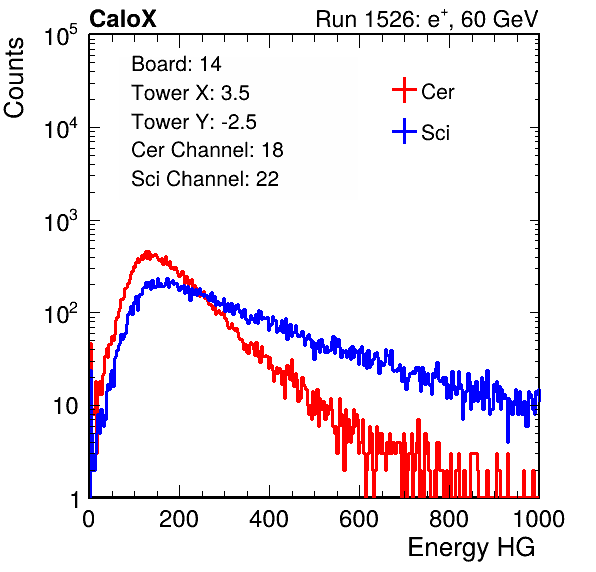 CaloX Run 1526: e⁺, 60 GeV
Counts
Board: 14
Tower X: 3.5
Tower Y: -2.5
Cer Channel: 18
Sci Channel: 22
Cer
Sci
10⁵
10⁴
10³
10²
10
1
0 200 400 600 800 1000
Energy HG